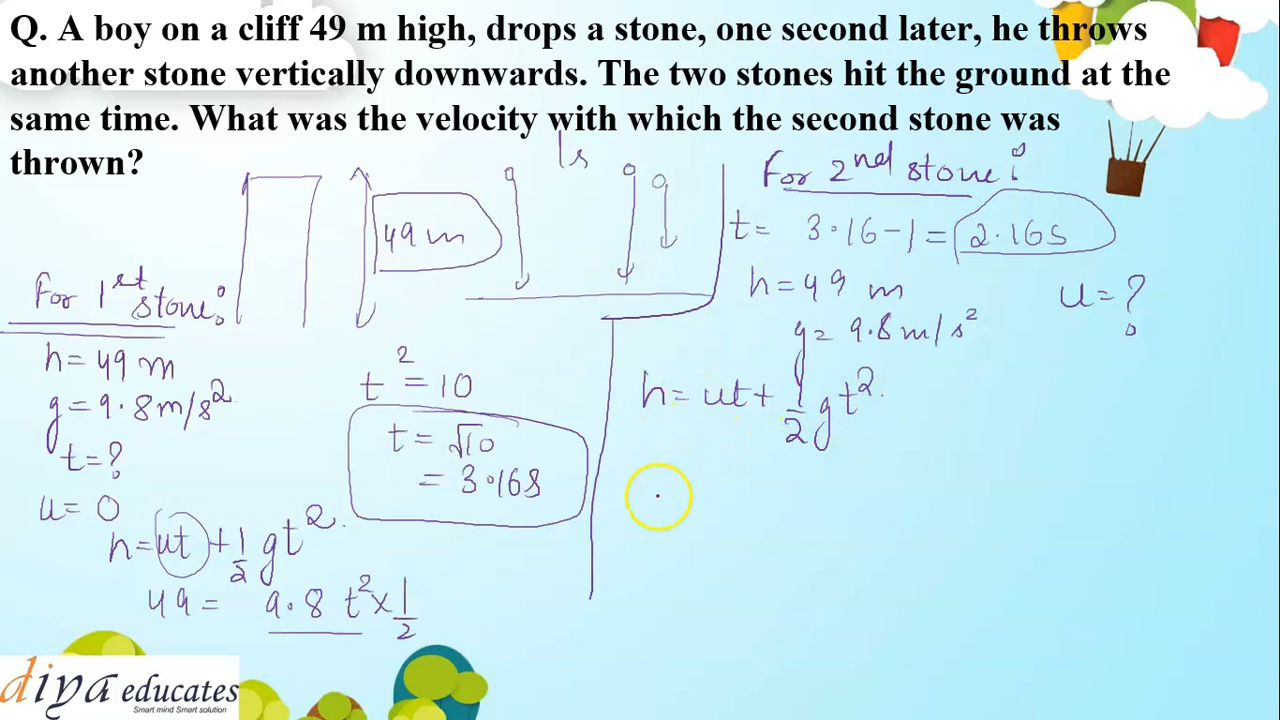 Q. A boy on a cliff 49 m high, drops a stone, one second later, he throws
another stone vertically downwards. The two stones hit the ground at the
same time. What was the velocity with which the second stone was
thrown?
1s
49 m
For 1st stone:
h = 49 m
g = 9.8 m/s²
t = ?
u = 0
h = ut + 1/2 gt²
49 = 9.8 t² × 1/2
t² = 10
t = √10
= 3.16s
For 2nd stone:
t = 3.16 - 1 = 2.16s
h = 49 m
u = ?
g = 9.8 m/s²
h = ut + 1/2 gt²
diya educates
Smart mind Smart solution